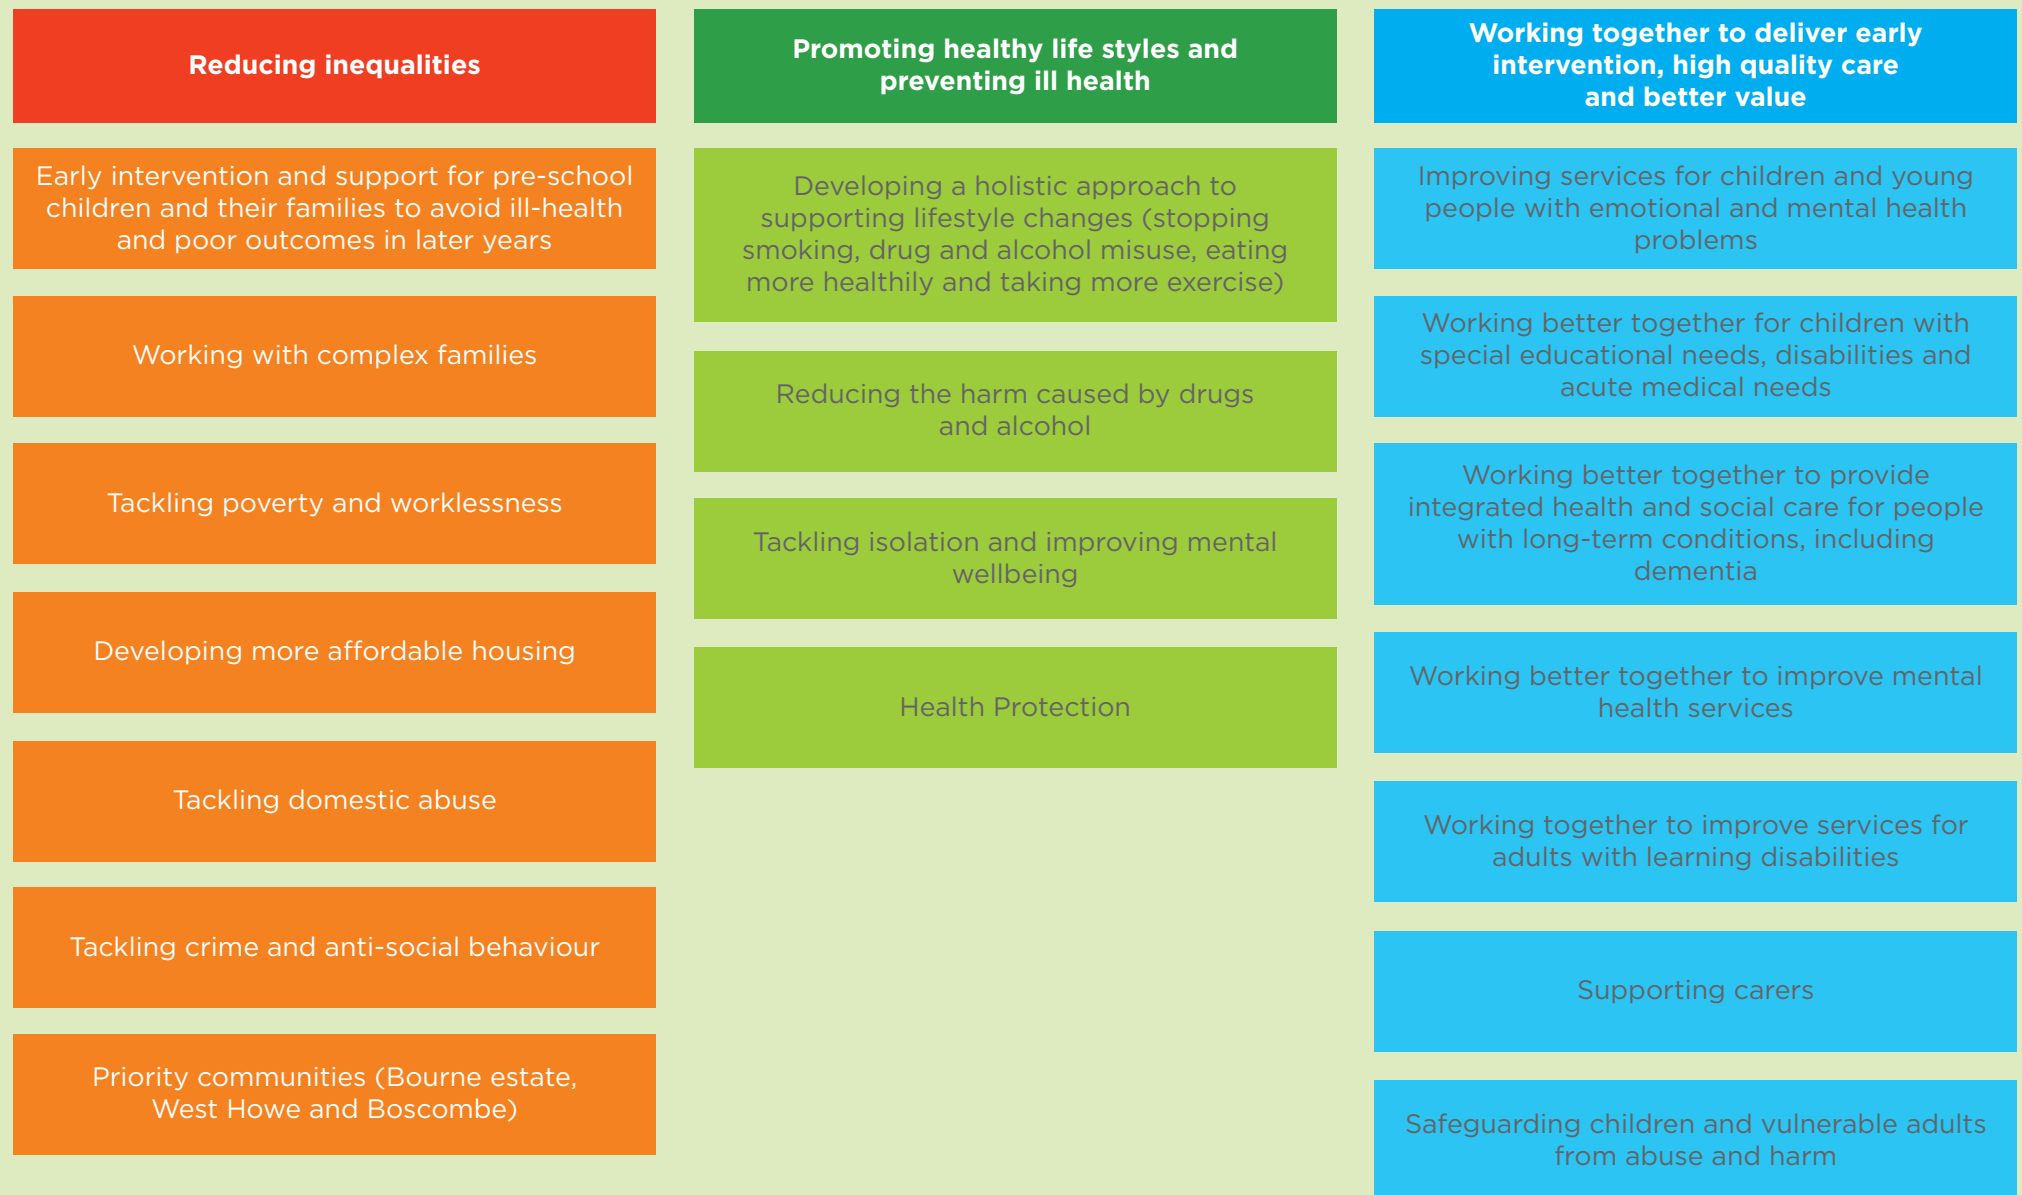 Reducing inequalities
Early intervention and support for pre-school
children and their families to avoid ill-health
and poor outcomes in later years
Working with complex families
Tackling poverty and worklessness
Developing more affordable housing
Tackling domestic abuse
Tackling crime and anti-social behaviour
Priority communities (Bourne estate,
West Howe and Boscombe)
Promoting healthy life styles and
preventing ill health
Developing a holistic approach to
supporting lifestyle changes (stopping
smoking, drug and alcohol misuse, eating
more healthily and taking more exercise)
Reducing the harm caused by drugs
and alcohol
Tackling isolation and improving mental
wellbeing
Health Protection
Working together to deliver early
intervention, high quality care
and better value
Improving services for children and young
people with emotional and mental health
problems
Working better together for children with
special educational needs, disabilities and
acute medical needs
Working better together to provide
integrated health and social care for people
with long-term conditions, including
dementia
Working better together to improve mental
health services
Working together to improve services for
adults with learning disabilities
Supporting carers
Safeguarding children and vulnerable adults
from abuse and harm